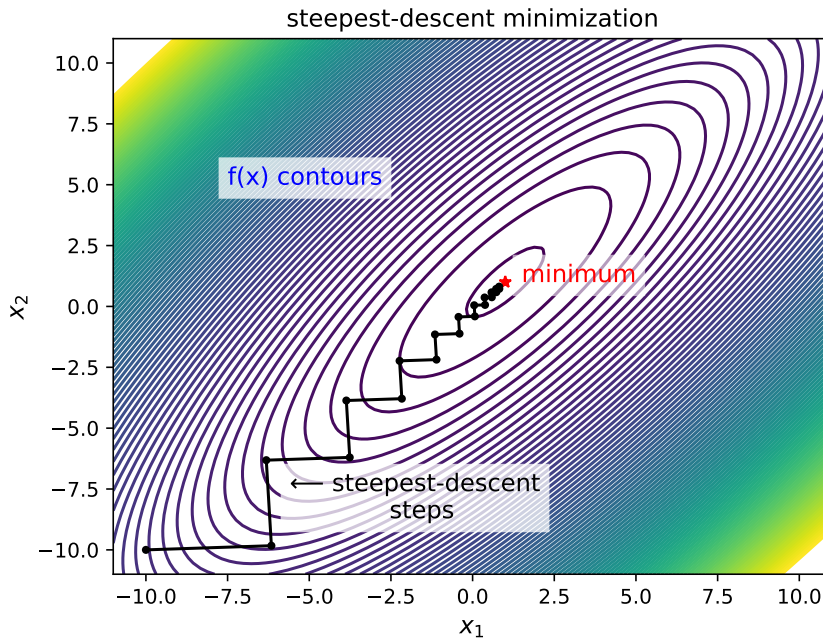 steepest-descent minimization
10.0
7.5
5.0
2.5
0.0
−2.5
−5.0
−7.5
−10.0
x₂
f(x) contours
minimum
← steepest-descent
steps
−10.0 −7.5 −5.0 −2.5 0.0 2.5 5.0 7.5 10.0
x₁